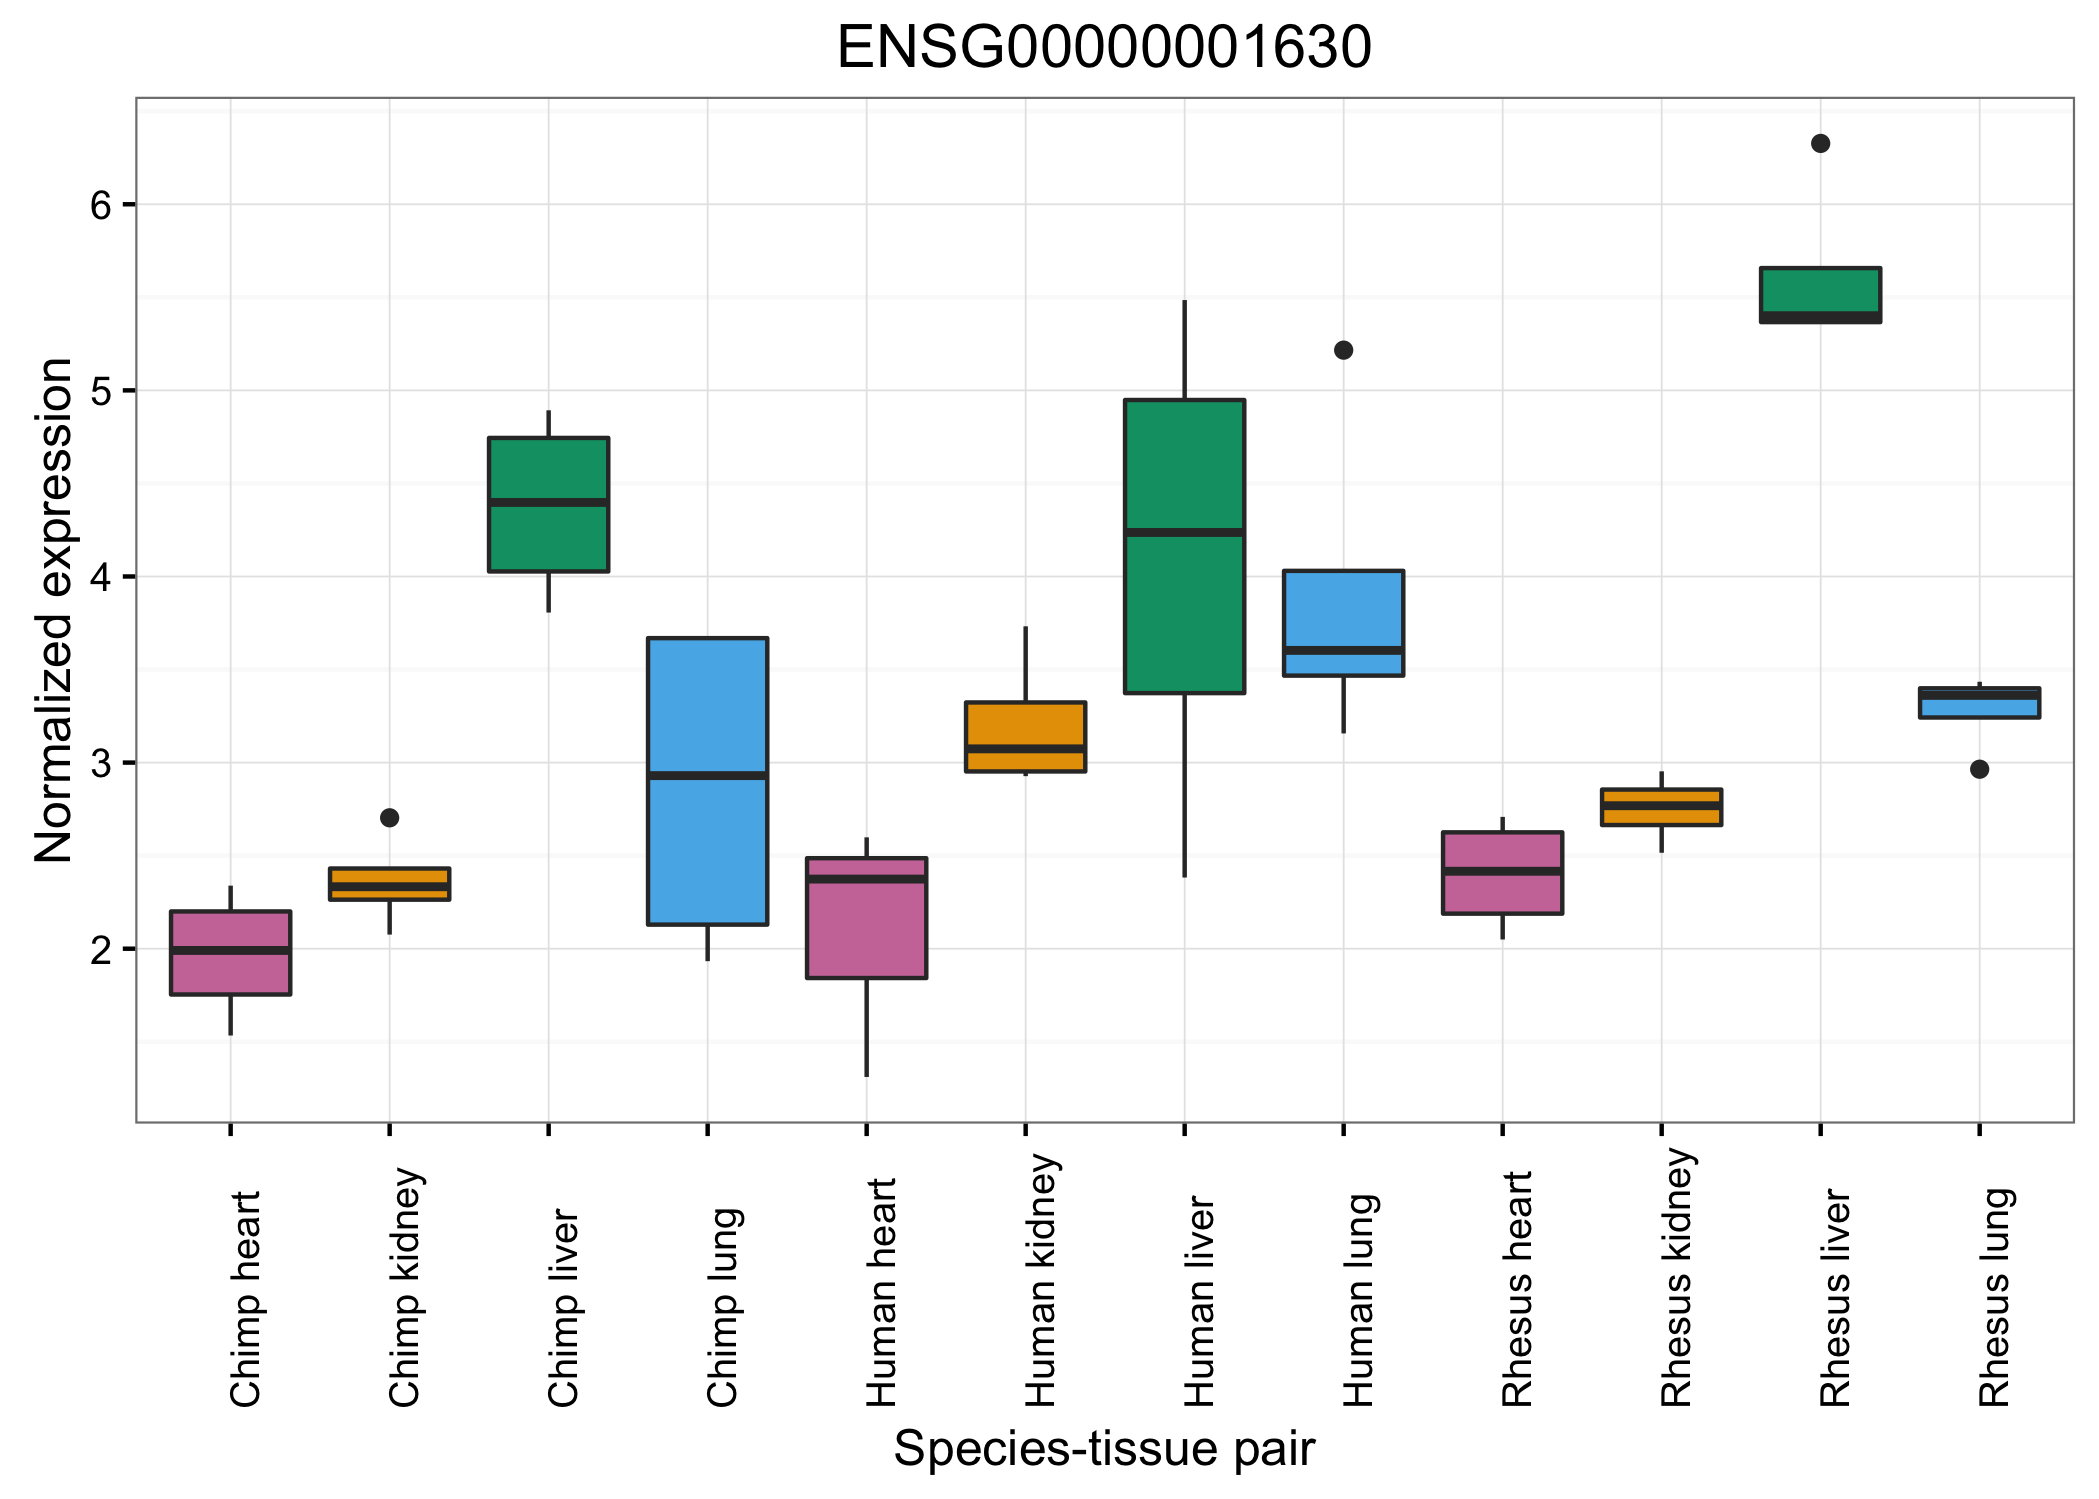 ENSG00000001630
Normalized expression
6
5
4
3
2
Chimp heart
Chimp kidney
Chimp liver
Chimp lung
Human heart
Human kidney
Human liver
Human lung
Rhesus heart
Rhesus kidney
Rhesus liver
Rhesus lung
Species-tissue pair